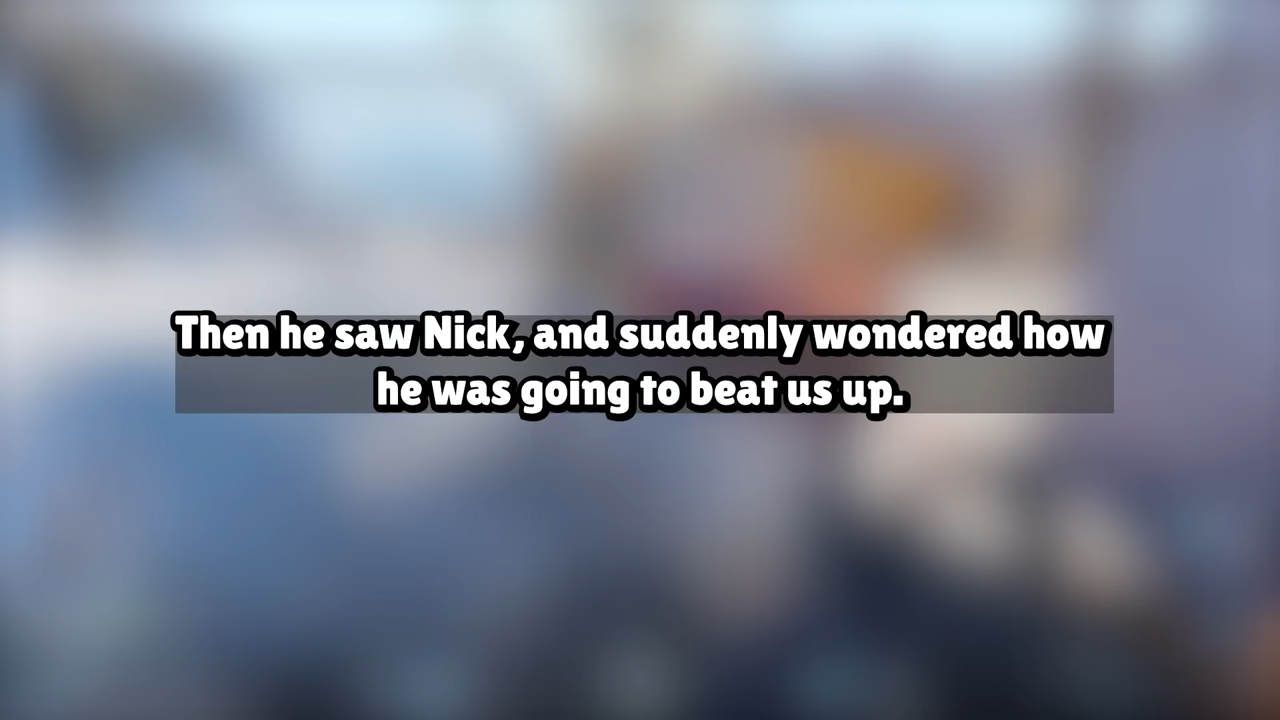 Then he saw Nick, and suddenly wondered how
he was going to beat us up.